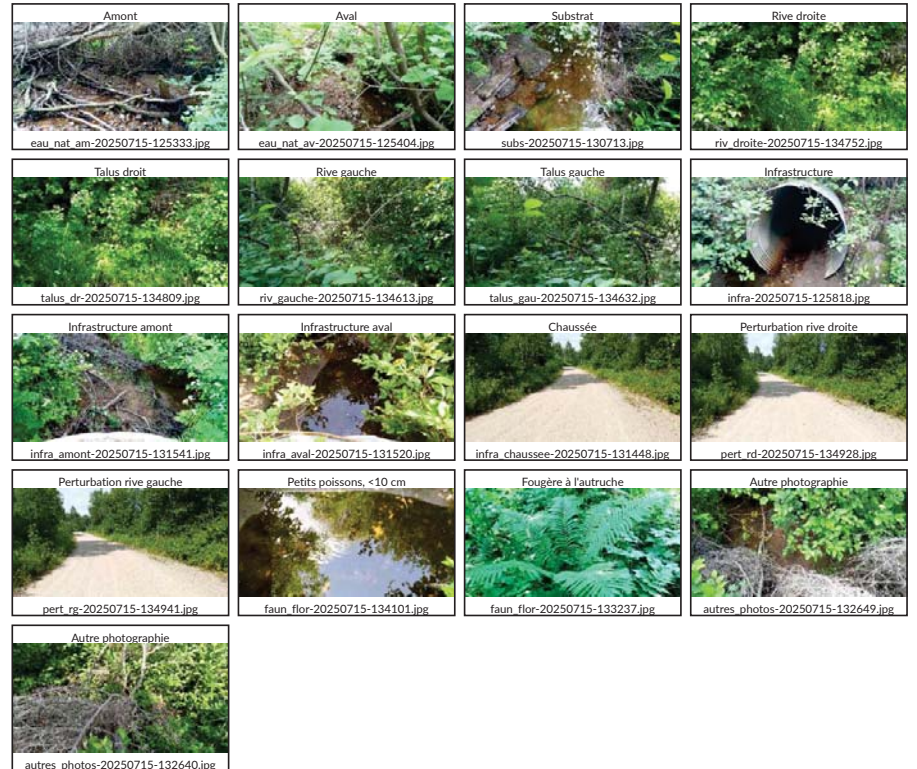 Amont
eau_nat_am-20250715-125333.jpg
Aval
eau_nat_av-20250715-125404.jpg
Substrat
subs-20250715-130713.jpg
Rive droite
riv_droite-20250715-134752.jpg
Talus droit
talus_dr-20250715-134809.jpg
Rive gauche
riv_gauche-20250715-134613.jpg
Talus gauche
talus_gau-20250715-134632.jpg
Infrastructure
infra-20250715-125818.jpg
Infrastructure amont
infra_amont-20250715-131541.jpg
Infrastructure aval
infra_aval-20250715-131520.jpg
Chaussée
infra_chaussee-20250715-131448.jpg
Perturbation rive droite
pert_rd-20250715-134928.jpg
Perturbation rive gauche
pert_rg-20250715-134941.jpg
Petits poissons, <10 cm
faun_flor-20250715-134101.jpg
Fougère à l'autruche
faun_flor-20250715-133237.jpg
Autre photographie
autres_photos-20250715-132649.jpg
Autre photographie
autres_photos-20250715-132640.jpg